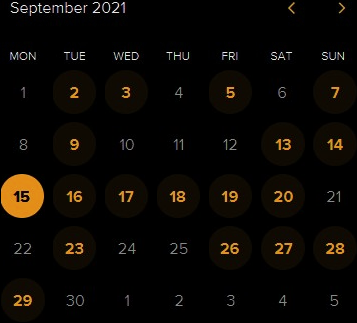 September 2021
MON TUE WED THU FRI SAT SUN
1 2 3 4 5 6 7
8 9 10 11 12 13 14
15 16 17 18 19 20 21
22 23 24 25 26 27 28
29 30 1 2 3 4 5